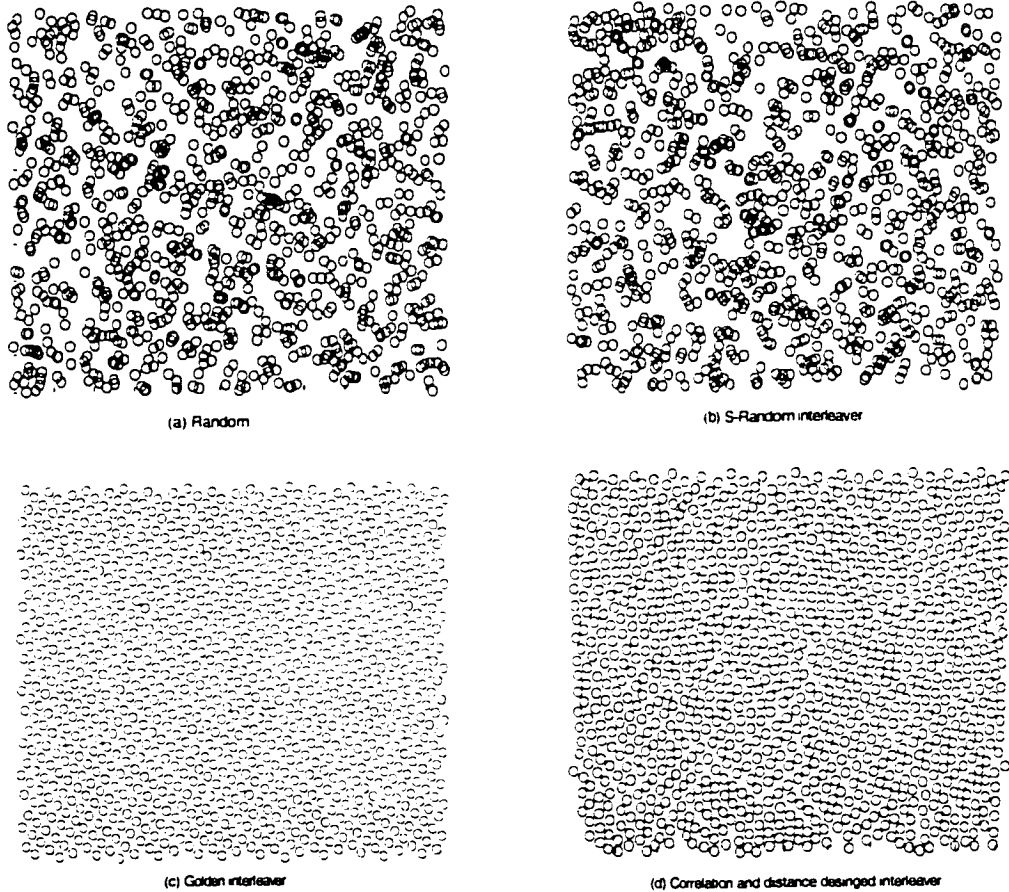 (a) Random
(b) S-Random interleaver
(c) Golden interleaver
(d) Correlation and distance desinged interleaver